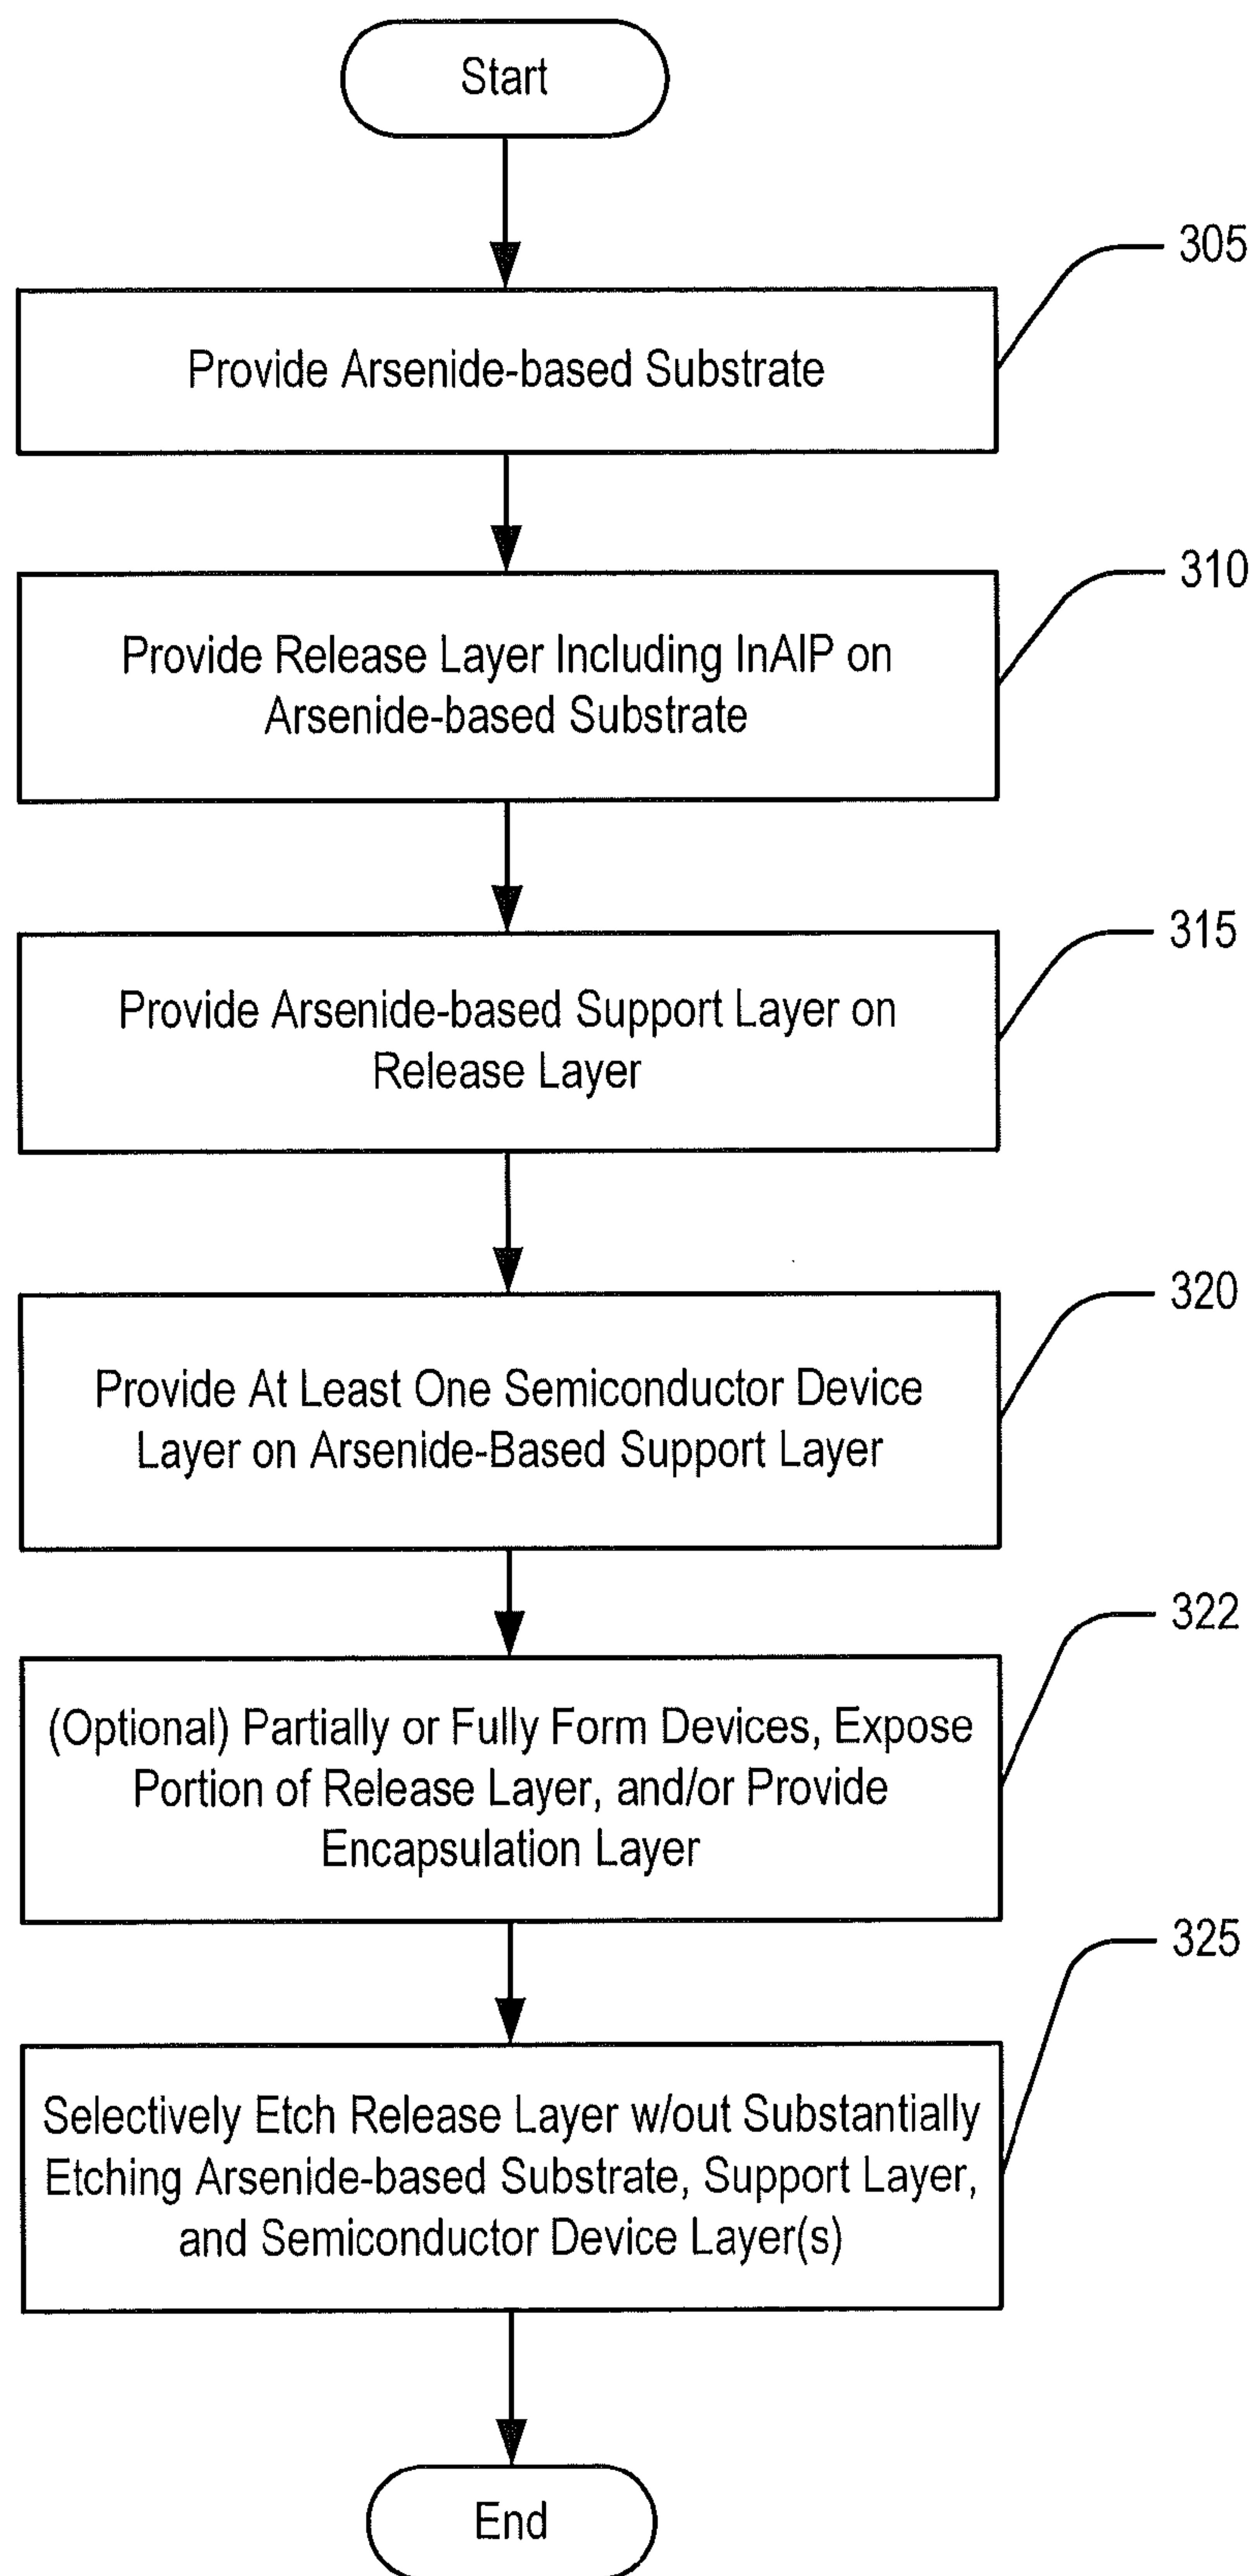 Start
305
Provide Arsenide-based Substrate
310
Provide Release Layer Including InAlP on
Arsenide-based Substrate
315
Provide Arsenide-based Support Layer on
Release Layer
320
Provide At Least One Semiconductor Device
Layer on Arsenide-Based Support Layer
322
(Optional) Partially or Fully Form Devices, Expose
Portion of Release Layer, and/or Provide
Encapsulation Layer
325
Selectively Etch Release Layer w/out Substantially
Etching Arsenide-based Substrate, Support Layer,
and Semiconductor Device Layer(s)
End